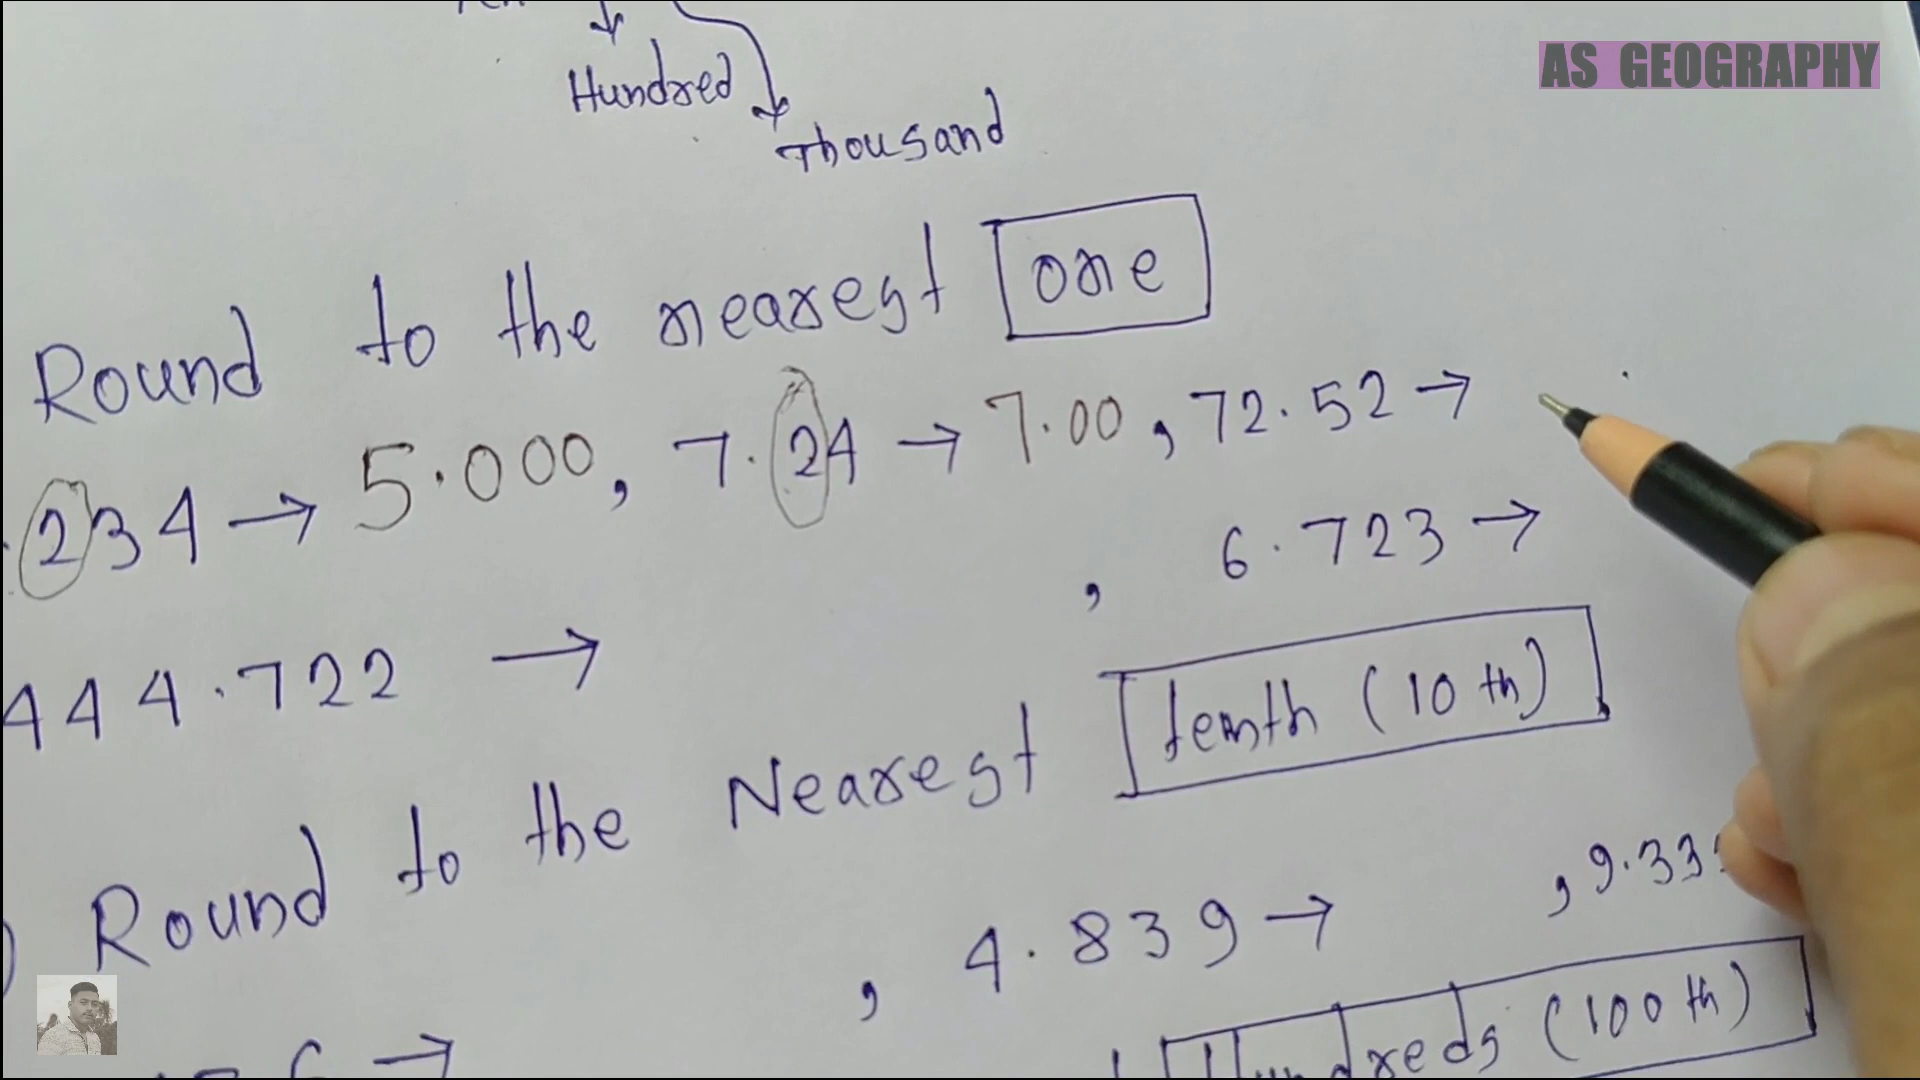 AS GEOGRAPHY
Hundred
Thousand
Round to the nearest one
.234 → 5.000, 7.24 → 7.00, 72.52 →
444.722 → , 6.723 →
) Round to the Nearest tenth (10 th)
, 4.839 → , 9.33
6 →
Hundreds (100 th)